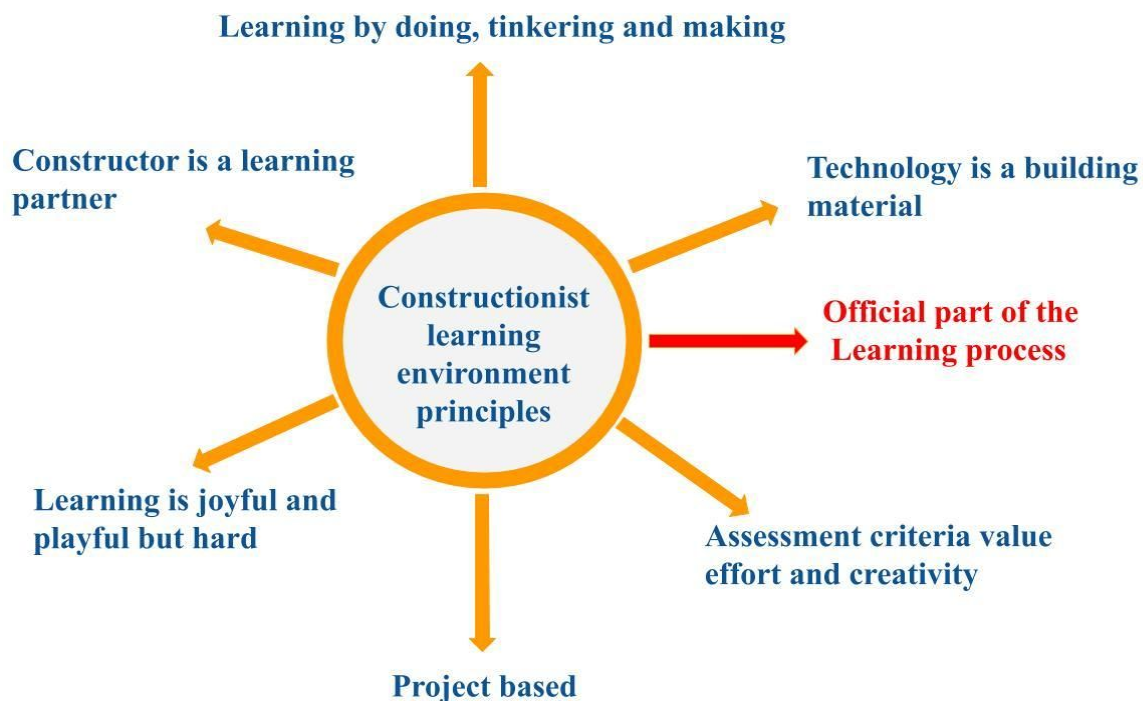 Learning by doing, tinkering and making
Constructor is a learning
partner
Technology is a building
material
Constructionist
learning
environment
principles
Official part of the
Learning process
Learning is joyful and
playful but hard
Assessment criteria value
effort and creativity
Project based